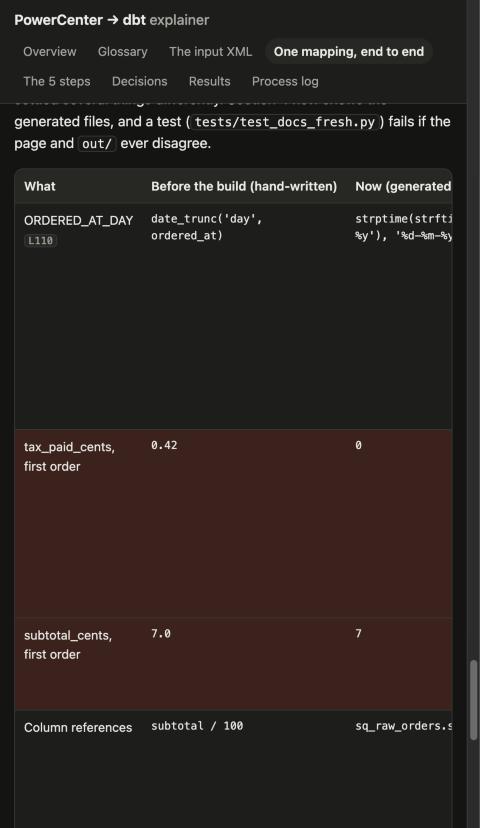 PowerCenter → dbt explainer
Overview Glossary The input XML One mapping, end to end
The 5 steps Decisions Results Process log
generated files, and a test ( tests/test_docs_fresh.py ) fails if the
page and out/ ever disagree.
What Before the build (hand-written) Now (generated
ORDERED_AT_DAY date_trunc('day', strptime(strfti
L110 ordered_at) %y'), '%d-%m-%y
tax_paid_cents, 0.42 0
first order
subtotal_cents, 7.0 7
first order
Column references subtotal / 100 sq_raw_orders.s